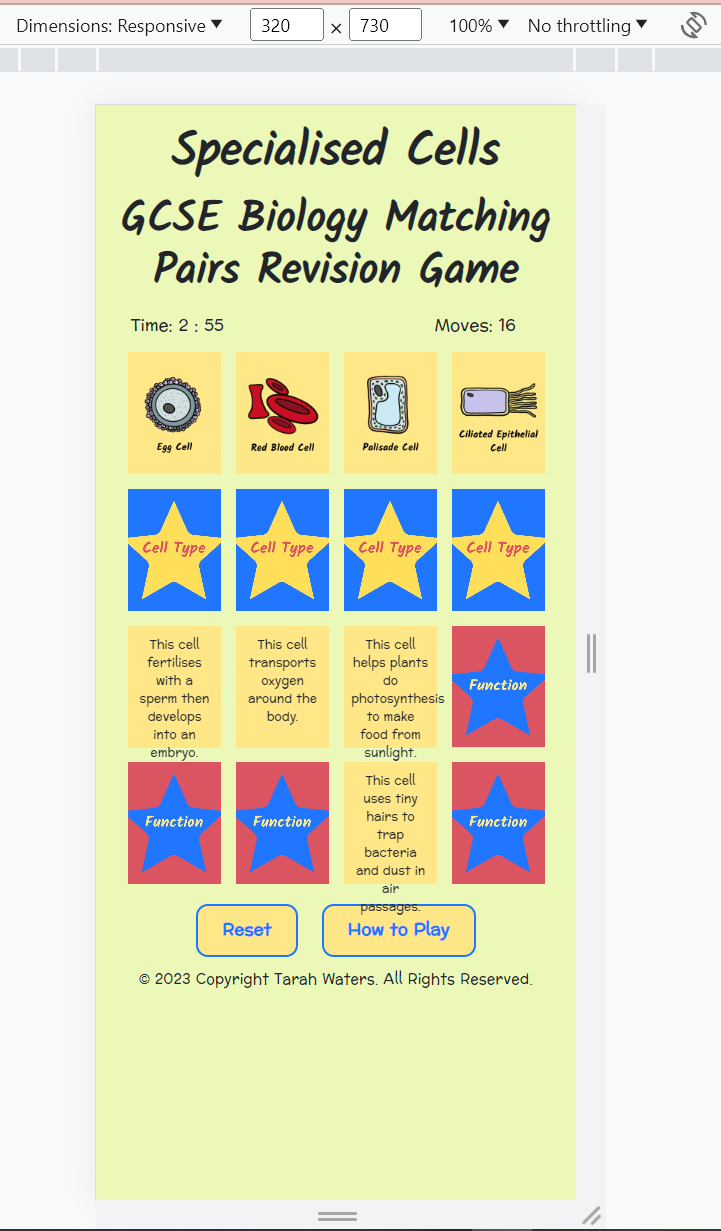 Dimensions: Responsive ▼ 320 × 730 100% ▼ No throttling ▼
Specialised Cells
GCSE Biology Matching
Pairs Revision Game
Time: 2 : 55 Moves: 16
Egg Cell
Red Blood Cell
Palisade Cell
Ciliated Epithelial
Cell
Cell Type
Cell Type
Cell Type
Cell Type
This cell
fertilises
with a
sperm then
develops
into an
embryo.
This cell
transports
oxygen
around the
body.
This cell
helps plants
do
photosynthesis
to make
food from
sunlight.
Function
Function
Function
This cell
uses tiny
hairs to
trap
bacteria
and dust in
air
passages.
Function
Reset
How to Play
© 2023 Copyright Tarah Waters. All Rights Reserved.